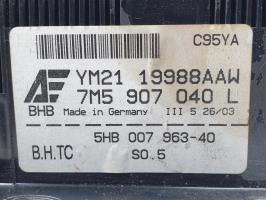 C95YA
AF YM21 19988AAW
7M5 907 040 L
BHB Made in Germany III 5 26/03
5HB 007 963-40
B.H.TC SO.5